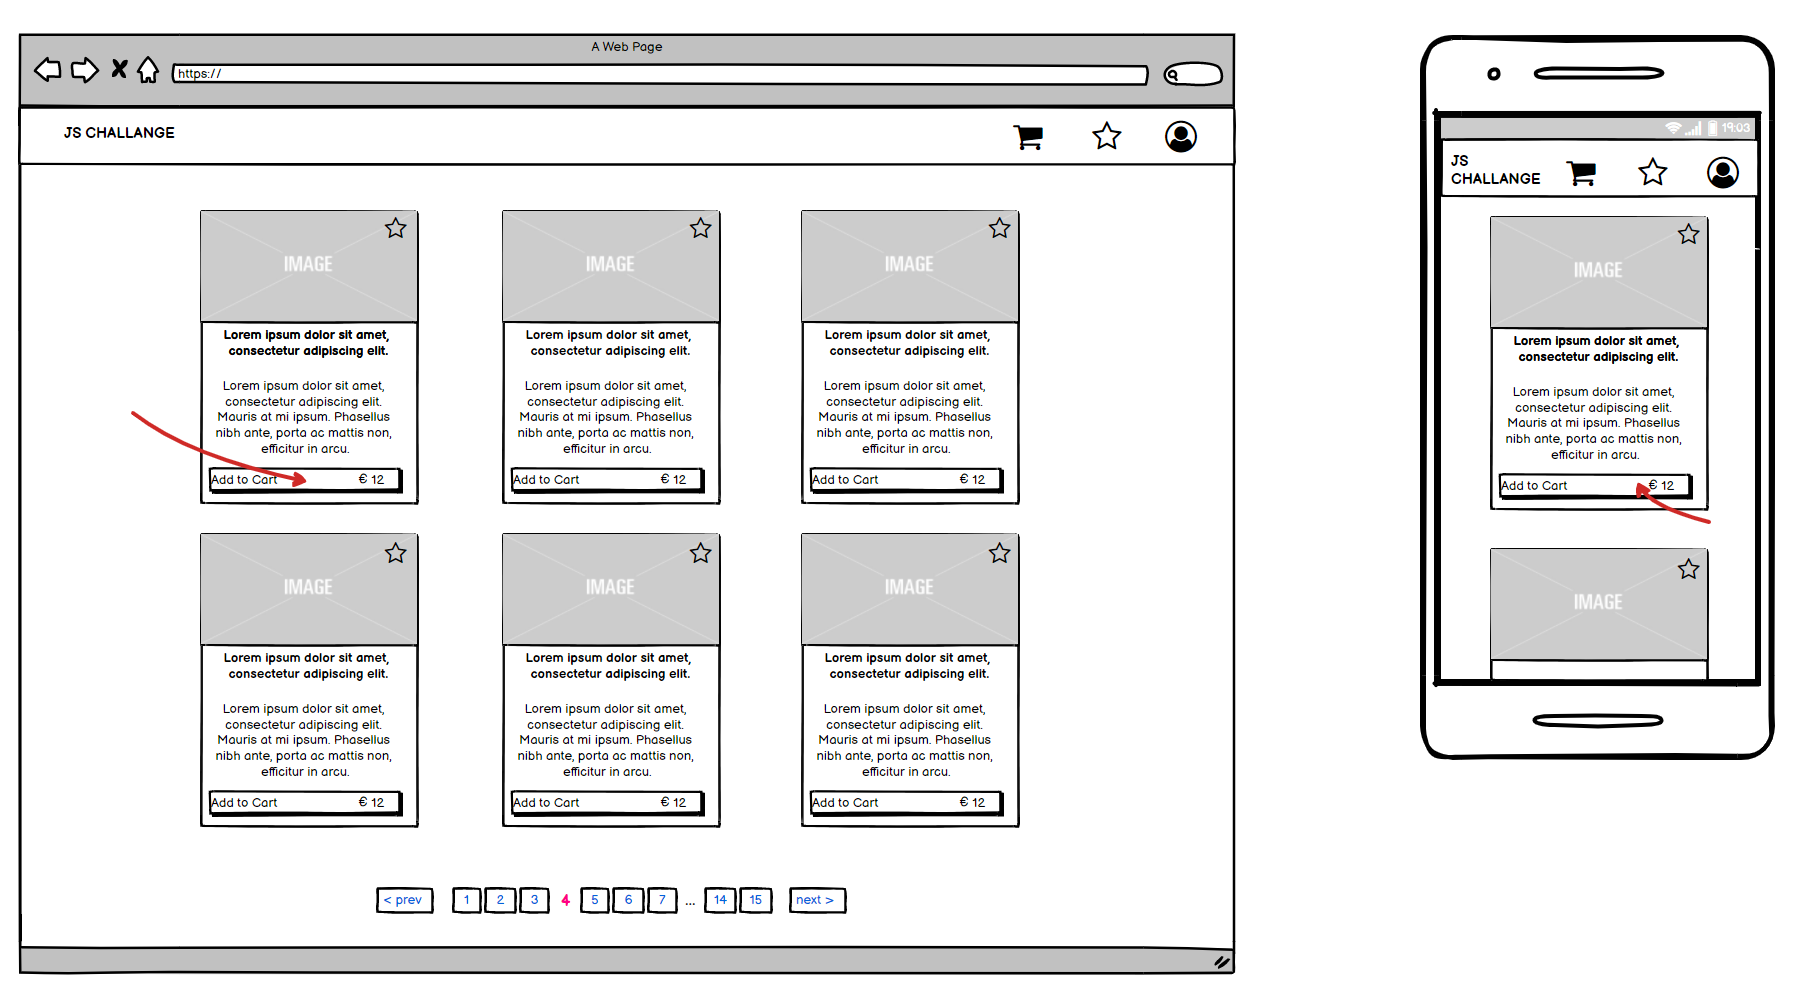 A Web Page
https://
JS CHALLANGE
IMAGE
Lorem ipsum dolor sit amet,
consectetur adipiscing elit.
Lorem ipsum dolor sit amet,
consectetur adipiscing elit.
Mauris at mi ipsum. Phasellus
nibh ante, porta ac mattis non,
efficitur in arcu.
Add to Cart € 12
IMAGE
Lorem ipsum dolor sit amet,
consectetur adipiscing elit.
Lorem ipsum dolor sit amet,
consectetur adipiscing elit.
Mauris at mi ipsum. Phasellus
nibh ante, porta ac mattis non,
efficitur in arcu.
Add to Cart € 12
IMAGE
Lorem ipsum dolor sit amet,
consectetur adipiscing elit.
Lorem ipsum dolor sit amet,
consectetur adipiscing elit.
Mauris at mi ipsum. Phasellus
nibh ante, porta ac mattis non,
efficitur in arcu.
Add to Cart € 12
IMAGE
Lorem ipsum dolor sit amet,
consectetur adipiscing elit.
Lorem ipsum dolor sit amet,
consectetur adipiscing elit.
Mauris at mi ipsum. Phasellus
nibh ante, porta ac mattis non,
efficitur in arcu.
Add to Cart € 12
IMAGE
Lorem ipsum dolor sit amet,
consectetur adipiscing elit.
Lorem ipsum dolor sit amet,
consectetur adipiscing elit.
Mauris at mi ipsum. Phasellus
nibh ante, porta ac mattis non,
efficitur in arcu.
Add to Cart € 12
IMAGE
Lorem ipsum dolor sit amet,
consectetur adipiscing elit.
Lorem ipsum dolor sit amet,
consectetur adipiscing elit.
Mauris at mi ipsum. Phasellus
nibh ante, porta ac mattis non,
efficitur in arcu.
Add to Cart € 12
< prev 1 2 3 4 5 6 7 ... 14 15 next >
19:03
JS
CHALLANGE
IMAGE
Lorem ipsum dolor sit amet,
consectetur adipiscing elit.
Lorem ipsum dolor sit amet,
consectetur adipiscing elit.
Mauris at mi ipsum. Phasellus
nibh ante, porta ac mattis non,
efficitur in arcu.
Add to Cart € 12
IMAGE